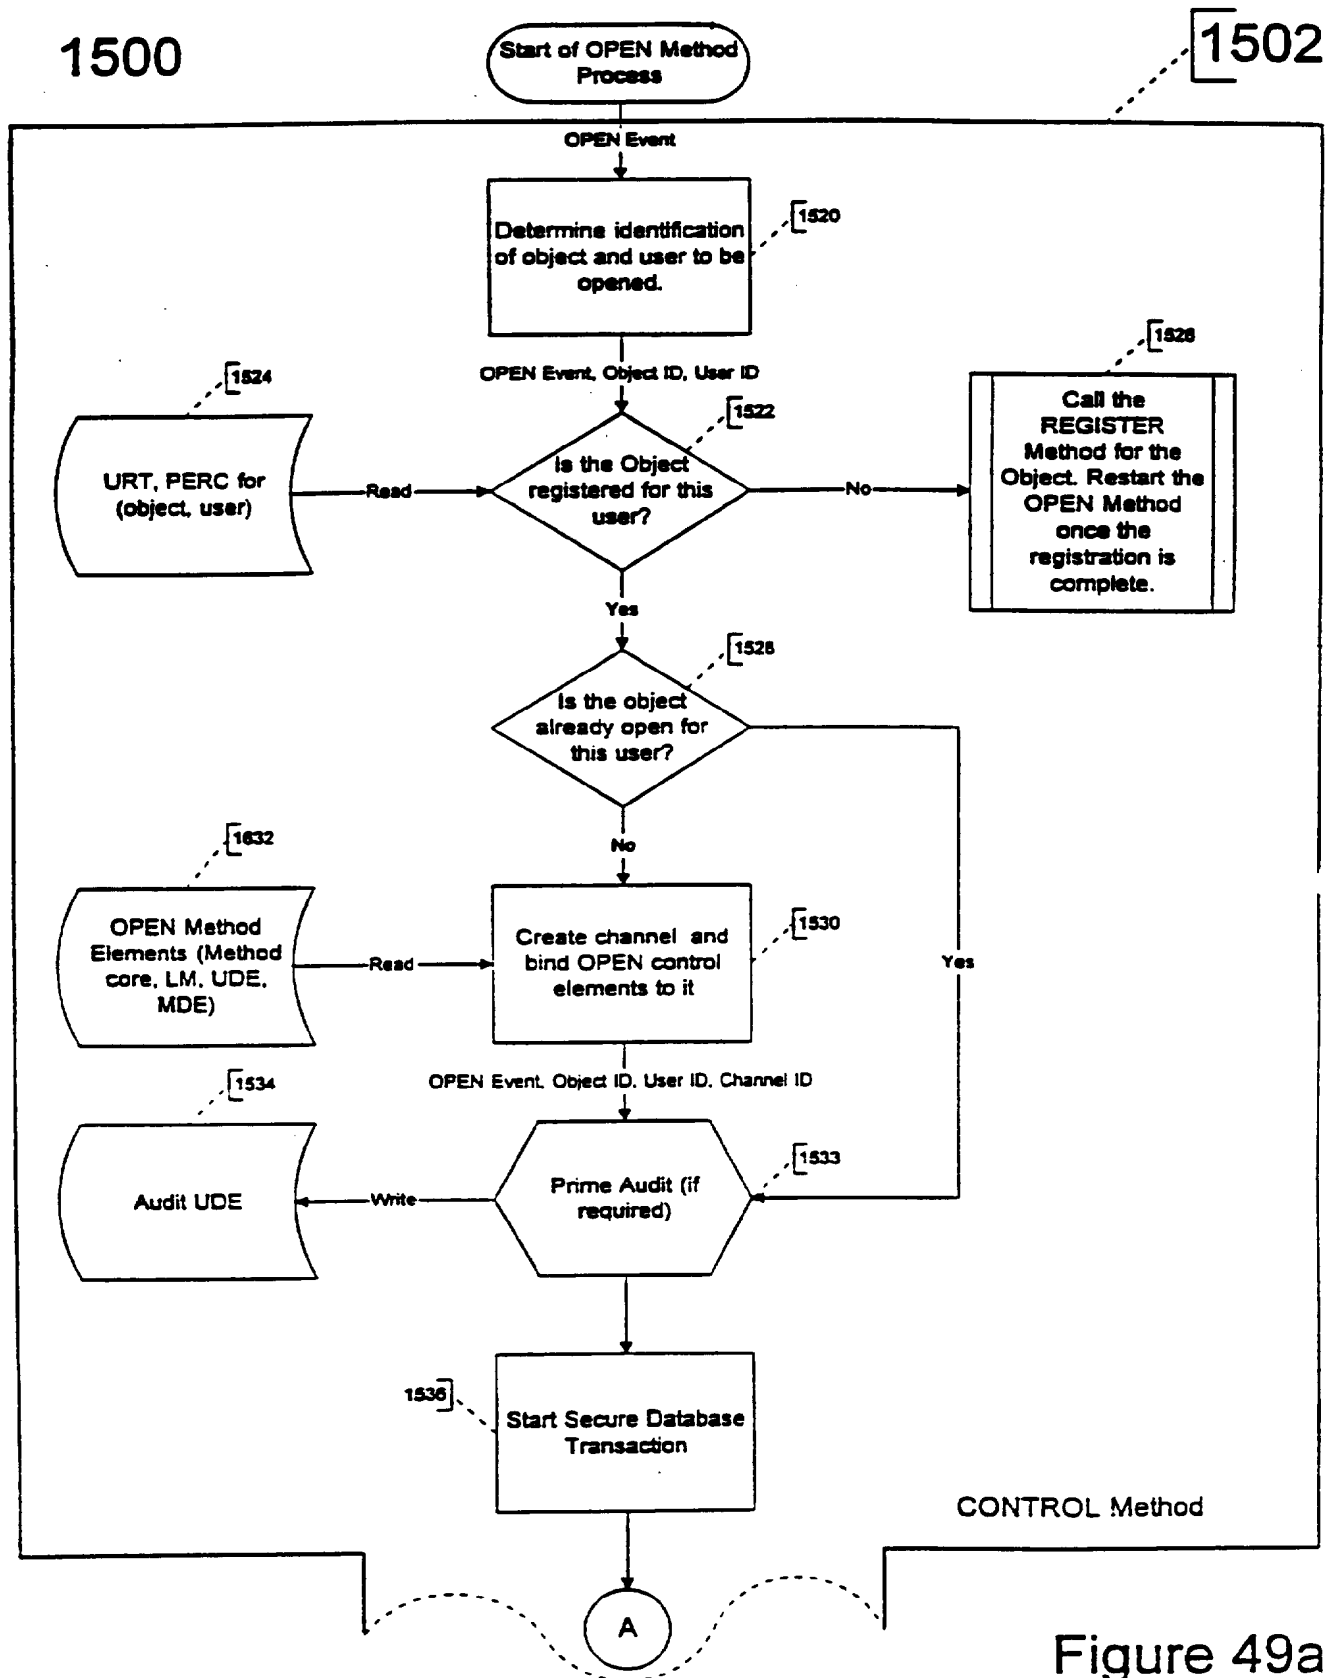 1500
1502
Start of OPEN Method
Process
OPEN Event
Determine identification
of object and user to be
opened.
1520
OPEN Event, Object ID, User ID
1524
URT, PERC for
(object, user)
Read
1522
Is the Object
registered for this
user?
No
1526
Call the
REGISTER
Method for the
Object. Restart the
OPEN Method
once the
registration is
complete.
Yes
1528
Is the object
already open for
this user?
No
Yes
1632
OPEN Method
Elements (Method
core, LM, UDE,
MDE)
Read
1530
Create channel and
bind OPEN control
elements to it
OPEN Event, Object ID, User ID, Channel ID
1534
Audit UDE
Write
1533
Prime Audit (if
required)
1536
Start Secure Database
Transaction
CONTROL Method
A
Figure 49a